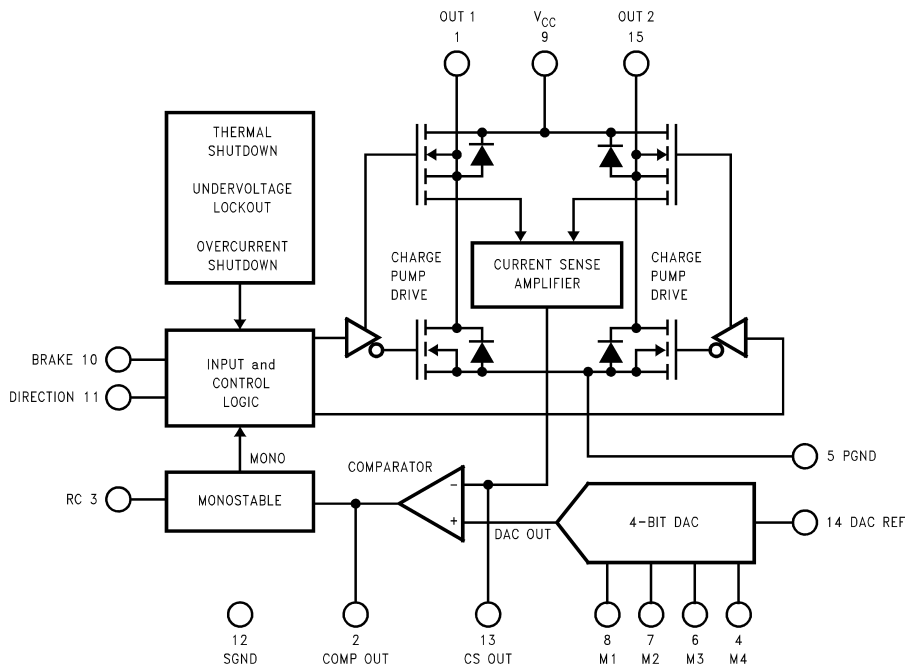 OUT 1
1
VCC
9
OUT 2
15
THERMAL
SHUTDOWN
UNDERVOLTAGE
LOCKOUT
OVERCURRENT
SHUTDOWN
CHARGE
PUMP
DRIVE
CURRENT SENSE
AMPLIFIER
CHARGE
PUMP
DRIVE
BRAKE 10
DIRECTION 11
INPUT and
CONTROL
LOGIC
MONO
5 PGND
COMPARATOR
RC 3
MONOSTABLE
−
+
DAC OUT
4-BIT DAC
14 DAC REF
12
SGND
2
COMP OUT
13
CS OUT
8
M1
7
M2
6
M3
4
M4